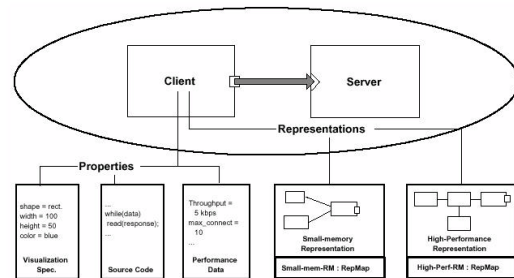 Client
Server
Representations
Properties
shape = rect.
width = 100
height = 50
color = blue
Visualization
Spec.
...
while(data)
read(response);
...
Source Code
Throughput =
5 kbps
max_connect =
10
...
Performance
Data
Small-memory
Representation
Small-mem-RM : RepMap
High-Performance
Representation
High-Perf-RM : RepMap